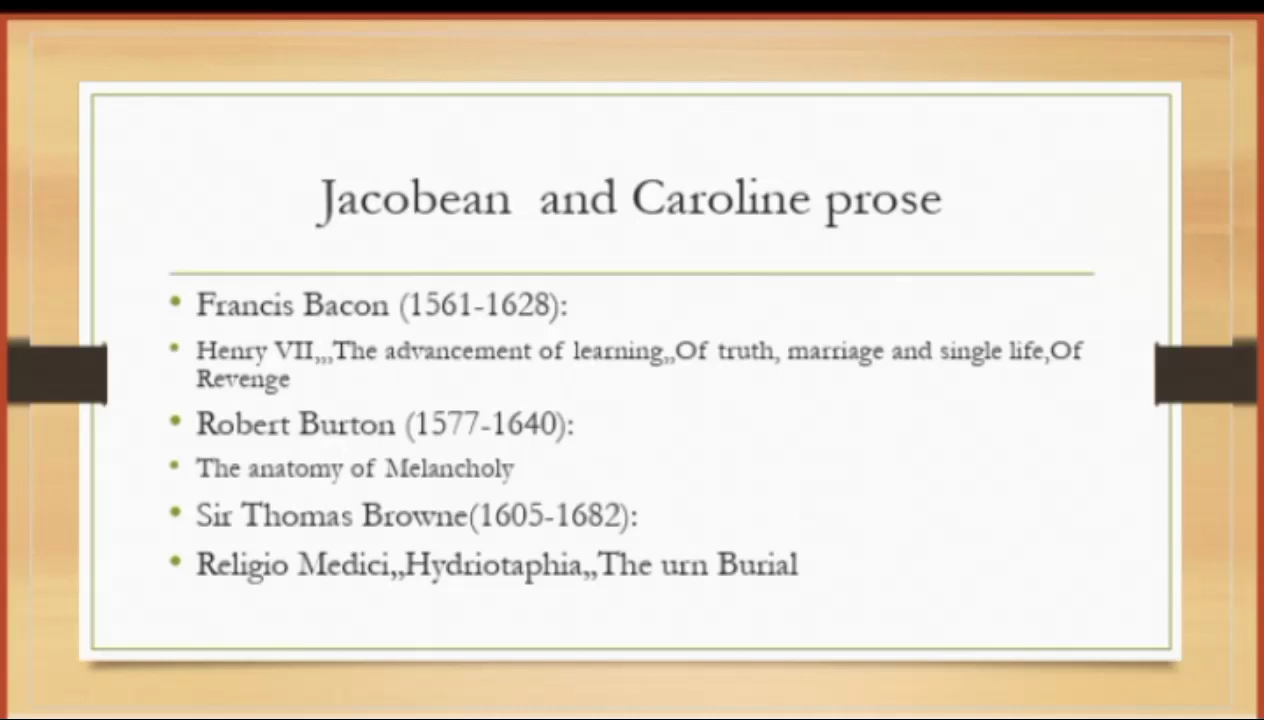 Jacobean and Caroline prose
• Francis Bacon (1561-1628):
• Henry VII,,,The advancement of learning,,Of truth, marriage and single life,Of
Revenge
• Robert Burton (1577-1640):
• The anatomy of Melancholy
• Sir Thomas Browne(1605-1682):
• Religio Medici,,Hydriotaphia,,The urn Burial